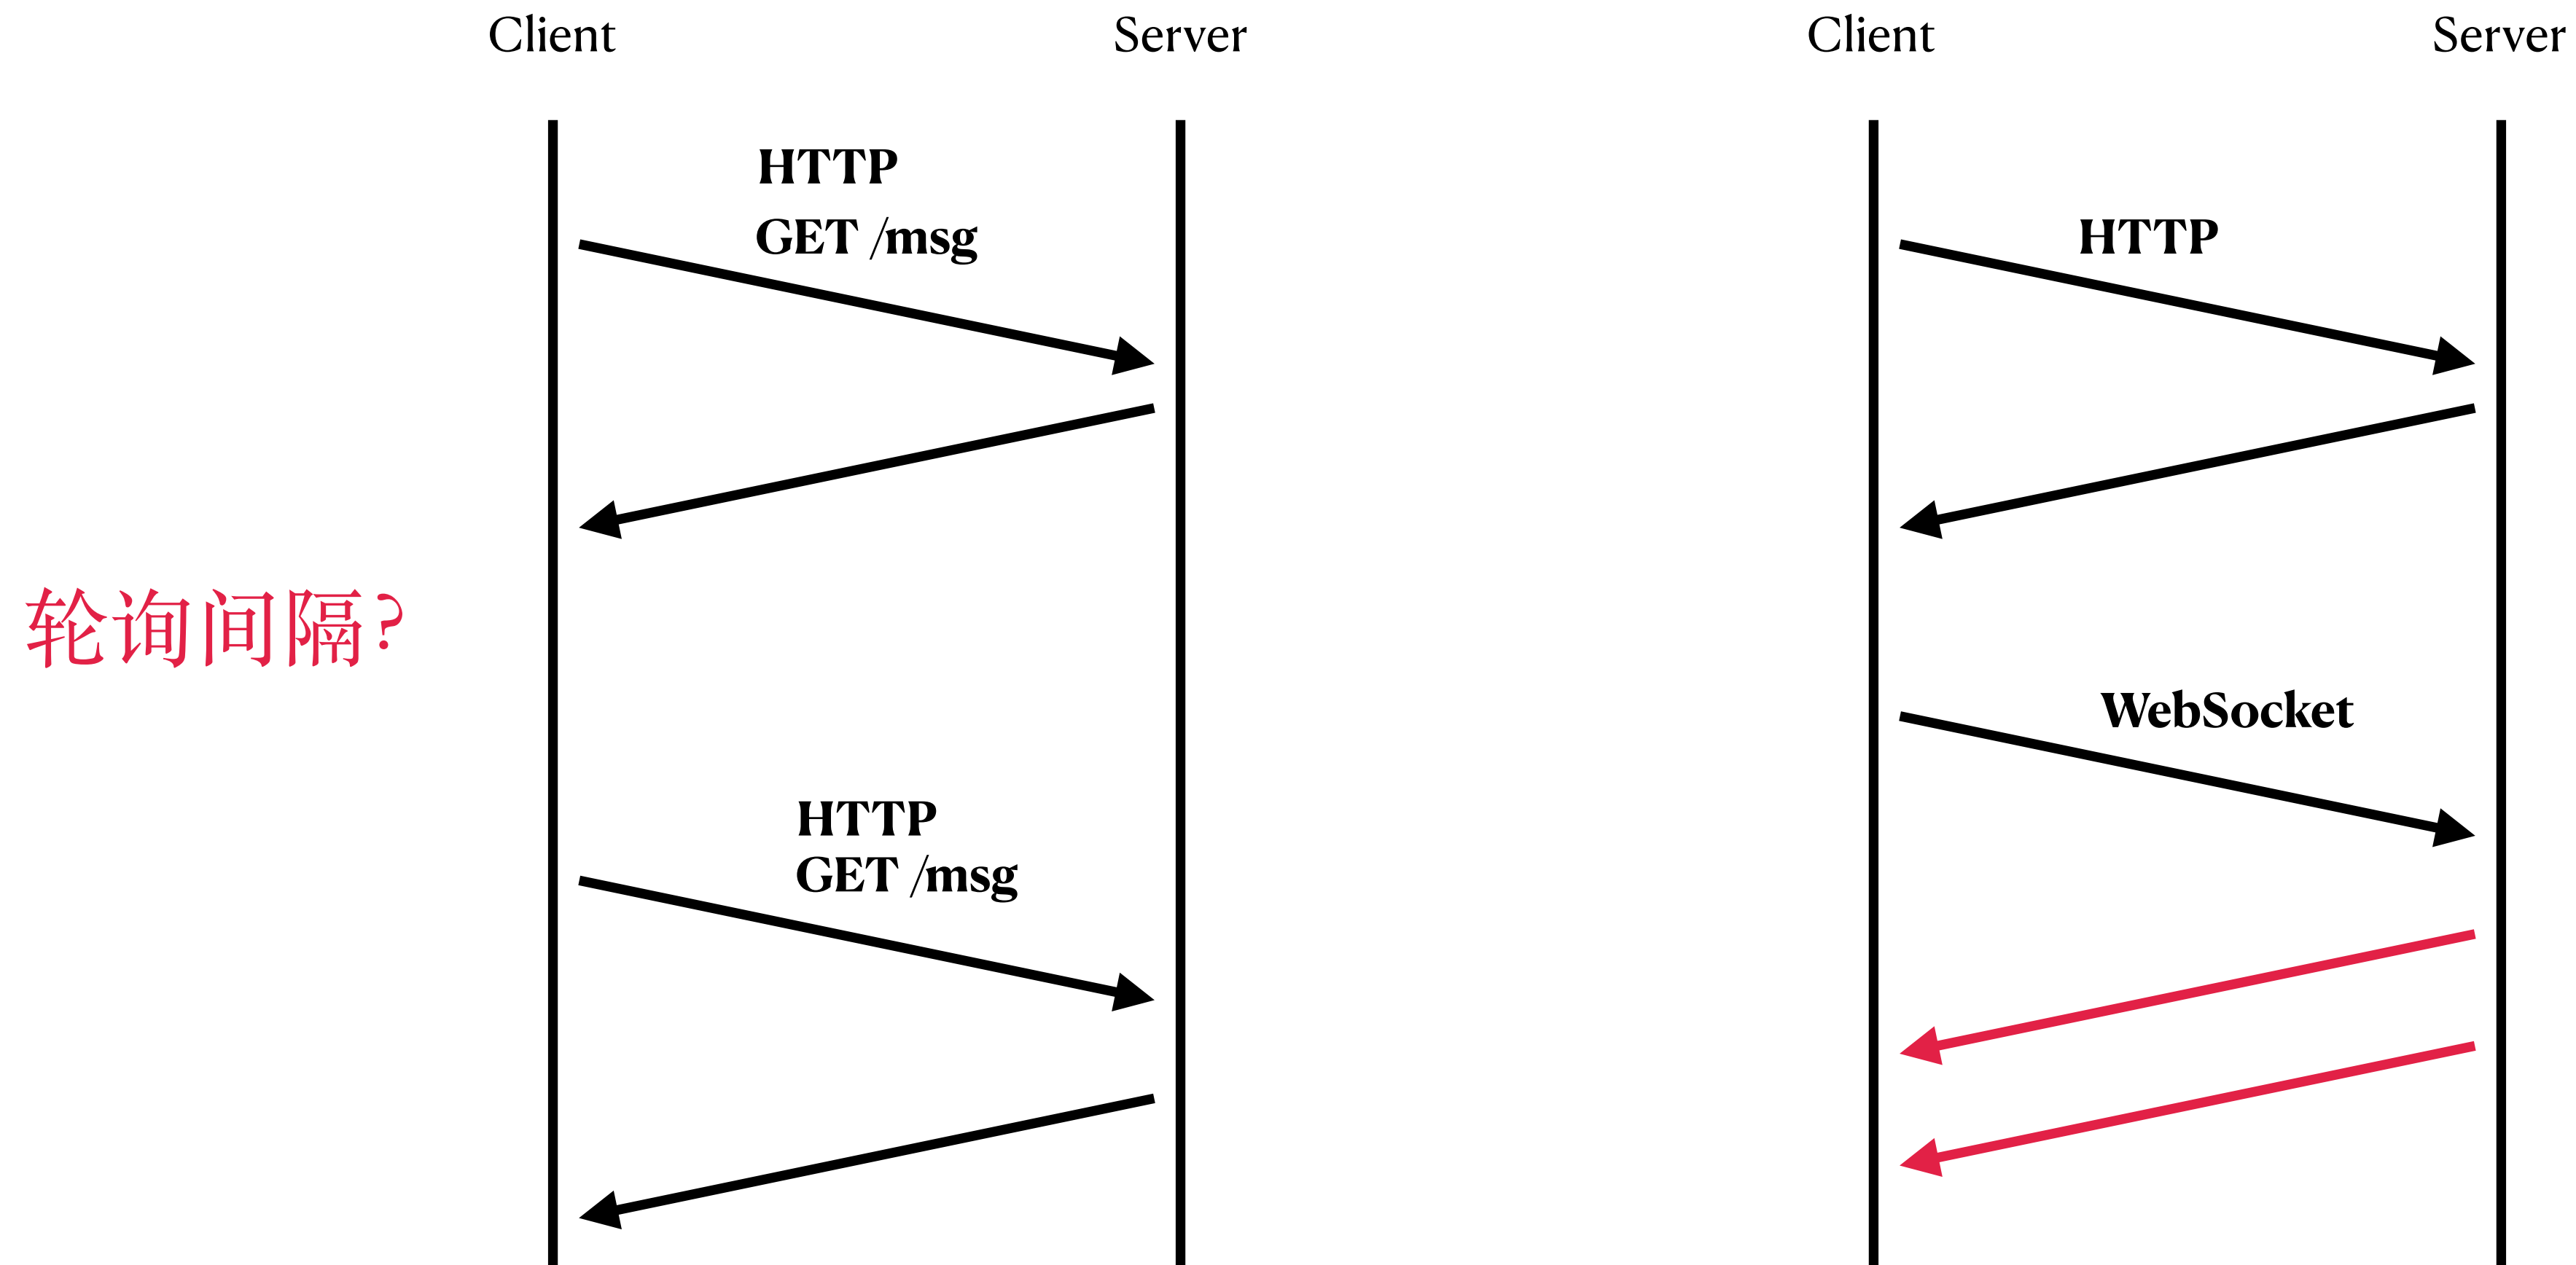 Client
Server
HTTP
GET /msg
轮询间隔?
HTTP
GET /msg
Client
Server
HTTP
WebSocket